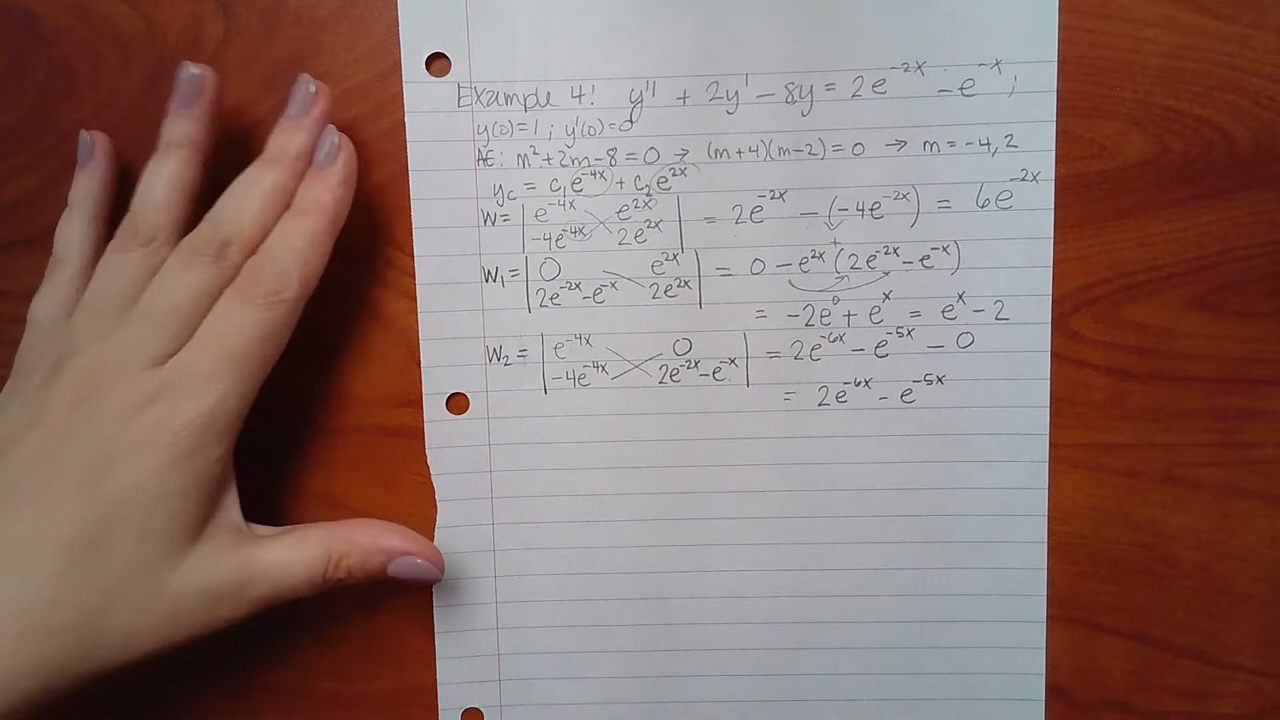 Example 4: y'' + 2y' - 8y = 2e^{-2x} - e^{-x};
y(0)=1; y'(0)=0
AE: m²+2m-8=0 → (m+4)(m-2)=0 → m=-4,2
y_c = c₁e^{-4x} + c₂e^{2x}
W = | e^{-4x} e^{2x} | = 2e^{-2x} - (-4e^{-2x}) = 6e^{-2x}
| -4e^{-4x} 2e^{2x} | +
W₁ = | 0 e^{2x} | = 0 - e^{2x}(2e^{-2x} - e^{-x})
| 2e^{-2x}-e^{-x} 2e^{2x} |
= -2e^{0} + e^{x} = e^{x} - 2
W₂ = | e^{-4x} 0 | = 2e^{-6x} - e^{-5x} - 0
| -4e^{-4x} 2e^{-2x}-e^{-x} |
= 2e^{-6x} - e^{-5x}